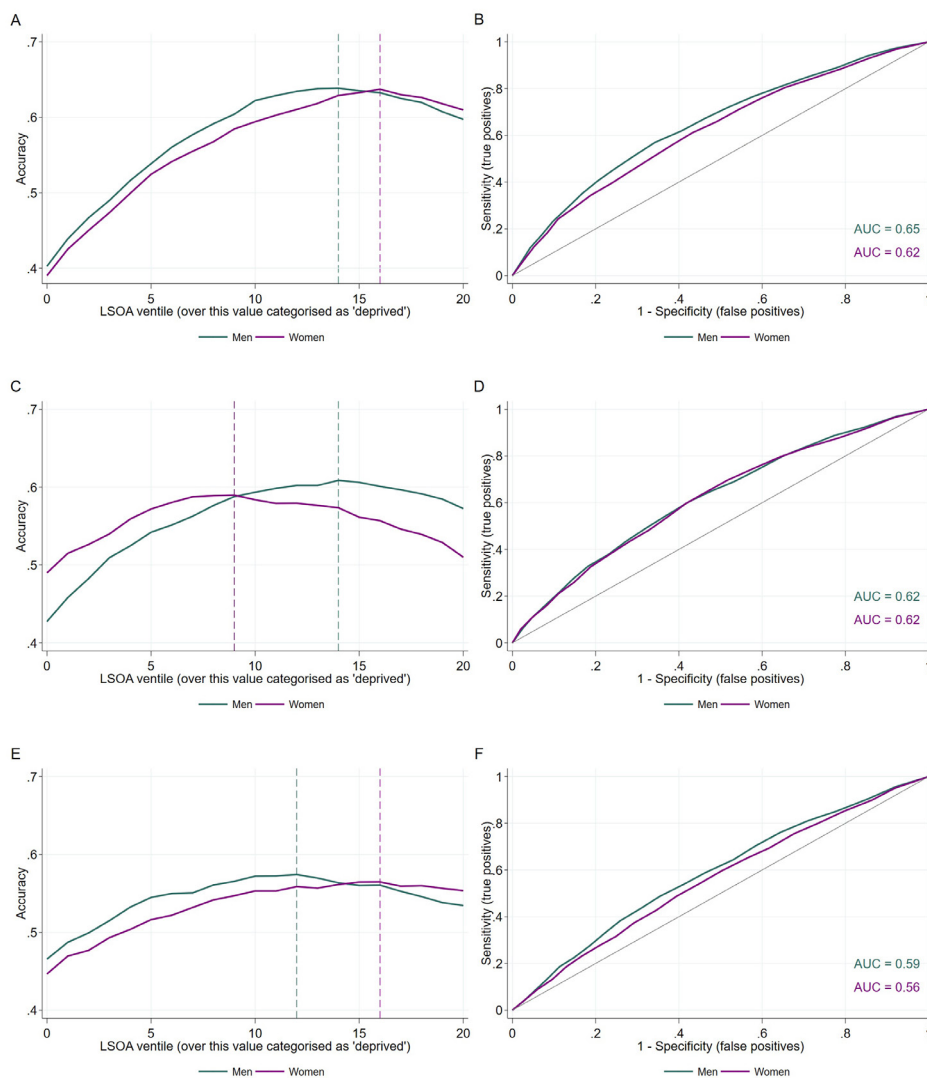 A
.7
.6
.5
.4
Accuracy
0 5 10 15 20
LSOA ventile (over this value categorised as 'deprived')
Men Women
B
1
.8
.6
.4
.2
0
Sensitivity (true positives)
AUC = 0.65
AUC = 0.62
0 .2 .4 .6 .8 1
1 - Specificity (false positives)
Men Women
C
.7
.6
.5
.4
Accuracy
0 5 10 15 20
LSOA ventile (over this value categorised as 'deprived')
Men Women
D
1
.8
.6
.4
.2
0
Sensitivity (true positives)
AUC = 0.62
AUC = 0.62
0 .2 .4 .6 .8 1
1 - Specificity (false positives)
Men Women
E
.7
.6
.5
.4
Accuracy
0 5 10 15 20
LSOA ventile (over this value categorised as 'deprived')
Men Women
F
1
.8
.6
.4
.2
0
Sensitivity (true positives)
AUC = 0.59
AUC = 0.56
0 .2 .4 .6 .8 1
1 - Specificity (false positives)
Men Women